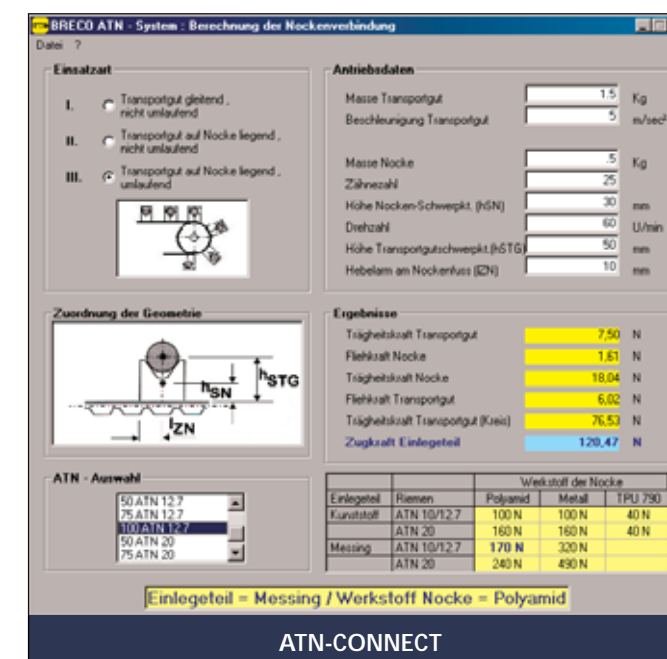 BRECO ATN - System : Berechnung der Nockenverbindung
Datei ?
Einsatzart
I. Transportgut gleitend ,
nicht umlaufend
II. Transportgut auf Nocke liegend ,
nicht umlaufend
III. Transportgut auf Nocke liegend ,
umlaufend
Antriebsdaten
Masse Transportgut 1.5 Kg
Beschleunigung Transportgut 5 m/sec²
Masse Nocke .5 Kg
Zähnezahl 25
Höhe Nocken-Schwerpkt. (hSN) 30 mm
Drehzahl 60 U/min
Höhe Transportgutschwerpkt.(hSTG) 50 mm
Hebelarm am Nockenfuss (lZN) 10 mm
Zuordnung der Geometrie
hSN
hSTG
lZN
Ergebnisse
Trägheitskraft Transportgut 7,50 N
Fliehkraft Nocke 1,61 N
Trägheitskraft Nocke 18,04 N
Fliehkraft Transportgut 6,02 N
Trägheitskraft Transportgut (Kreis) 76,53 N
Zugkraft Einlegeteil 120,47 N
ATN - Auswahl
50 ATN 12.7
75 ATN 12.7
100 ATN 12.7
50 ATN 20
75 ATN 20
Werkstoff der Nocke
Einlegeteil Riemen Polyamid Metall TPU 790
Kunststoff ATN 10/12.7 100 N 100 N 40 N
ATN 20 160 N 160 N 40 N
Messing ATN 10/12.7 170 N 320 N
ATN 20 240 N 490 N
Einlegeteil = Messing / Werkstoff Nocke = Polyamid
ATN-CONNECT